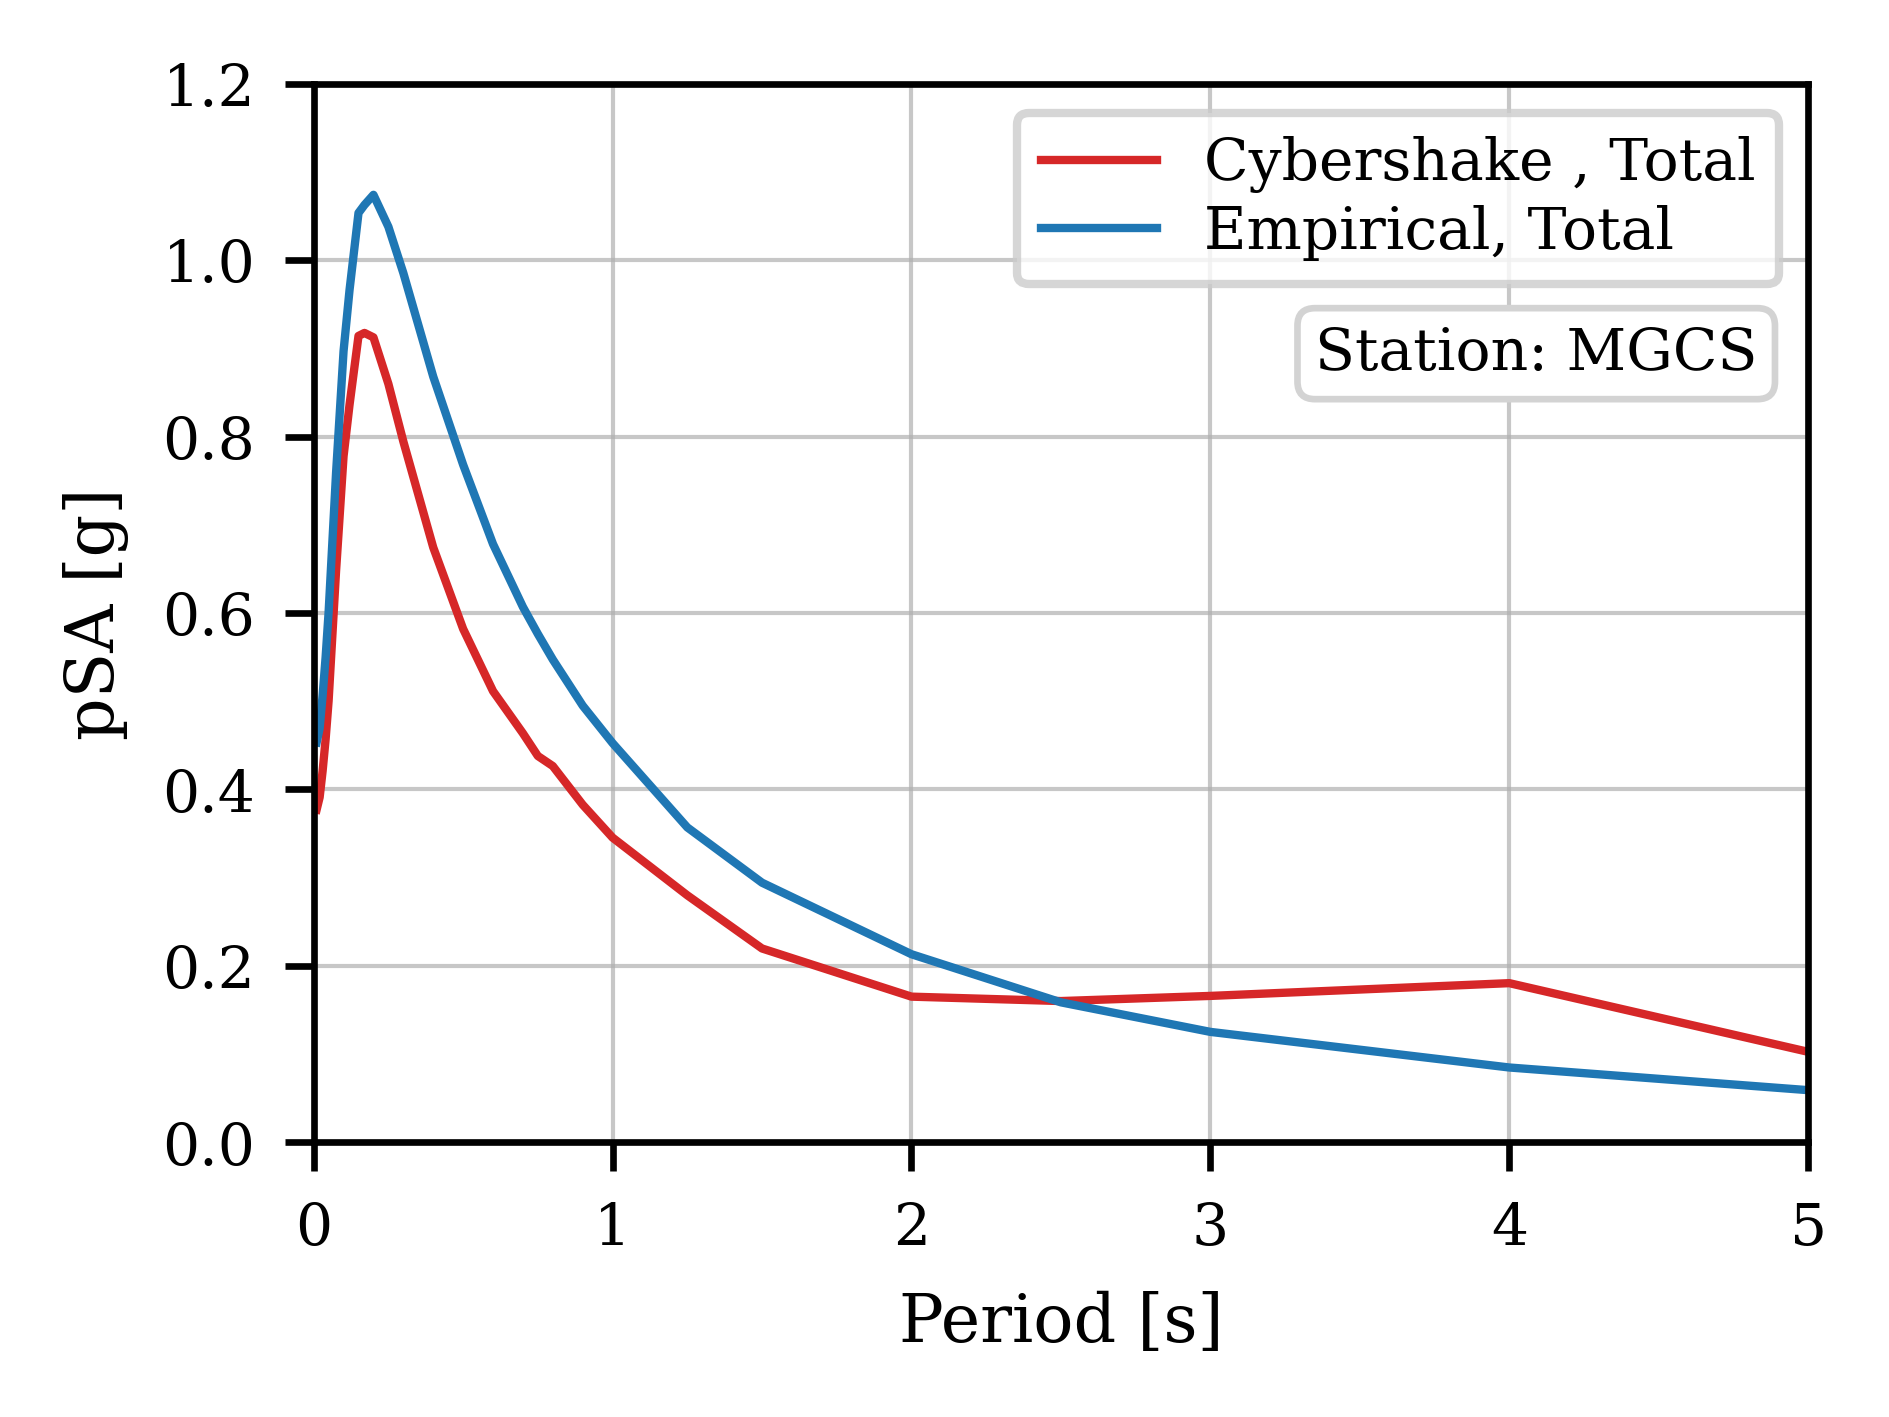 1.2
1.0
0.8
0.6
0.4
0.2
0.0
pSA [g]
Cybershake , Total
Empirical, Total
Station: MGCS
0 1 2 3 4 5
Period [s]